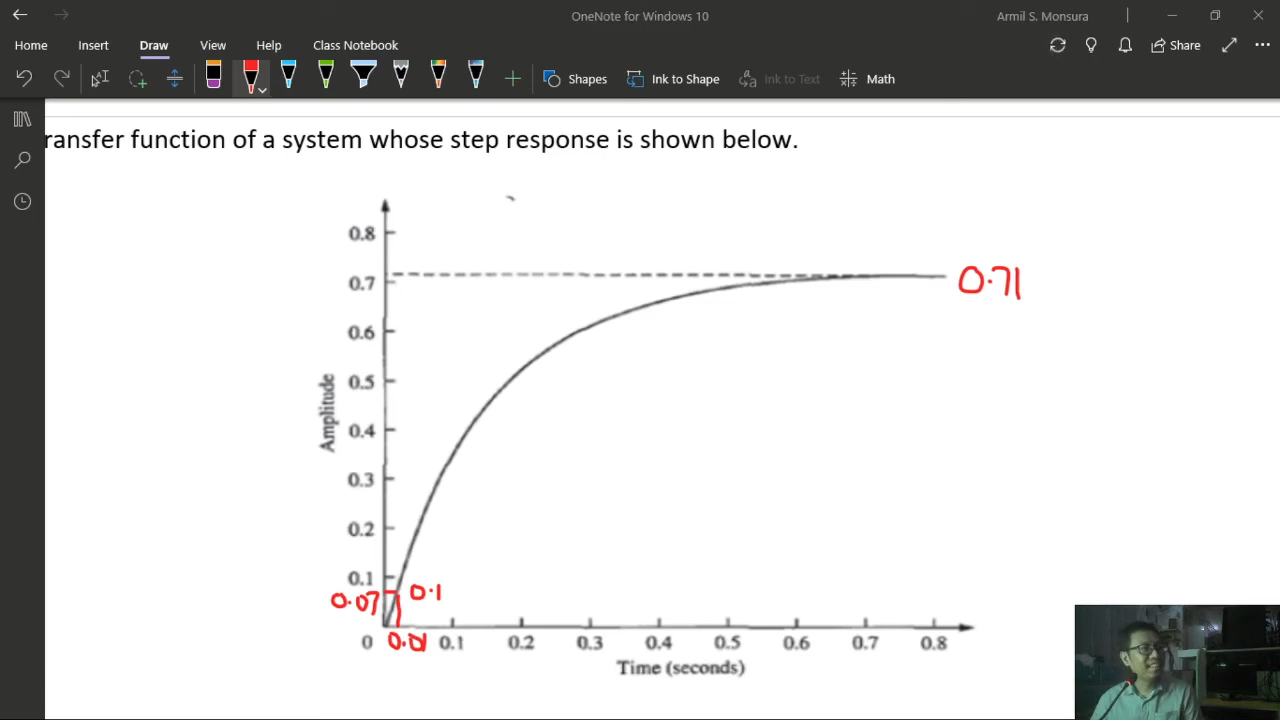 OneNote for Windows 10
Armil S. Monsura
Home Insert Draw View Help Class Notebook
Share
Shapes Ink to Shape Ink to Text Math
ransfer function of a system whose step response is shown below.
0.8
0.7
0.71
0.6
0.5
Amplitude
0.4
0.3
0.2
0.1
0.1
0.07
0 0.1 0.2 0.3 0.4 0.5 0.6 0.7 0.8
Time (seconds)